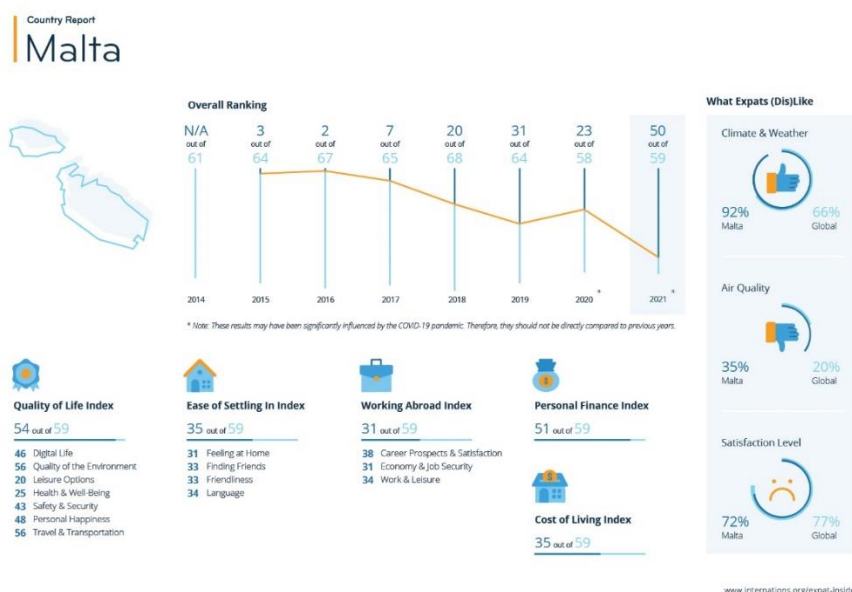 Country Report
Malta
Overall Ranking
N/A
out of
61
3
out of
64
2
out of
67
7
out of
65
20
out of
68
31
out of
64
23
out of
58
50
out of
59
2014
2015
2016
2017
2018
2019
2020
*
2021
*
* Note: These results may have been significantly influenced by the COVID-19 pandemic. Therefore, they should not be directly compared to previous years.
What Expats (Dis)Like
Climate & Weather
92%
Malta
66%
Global
Air Quality
35%
Malta
20%
Global
Satisfaction Level
72%
Malta
77%
Global
Quality of Life Index
54 out of 59
46 Digital Life
56 Quality of the Environment
20 Leisure Options
25 Health & Well-Being
43 Safety & Security
48 Personal Happiness
56 Travel & Transportation
Ease of Settling In Index
35 out of 59
31 Feeling at Home
33 Finding Friends
33 Friendliness
34 Language
Working Abroad Index
31 out of 59
38 Career Prospects & Satisfaction
31 Economy & Job Security
34 Work & Leisure
$
Personal Finance Index
51 out of 59
$
Cost of Living Index
35 out of 59
www.internations.org/expat-inside